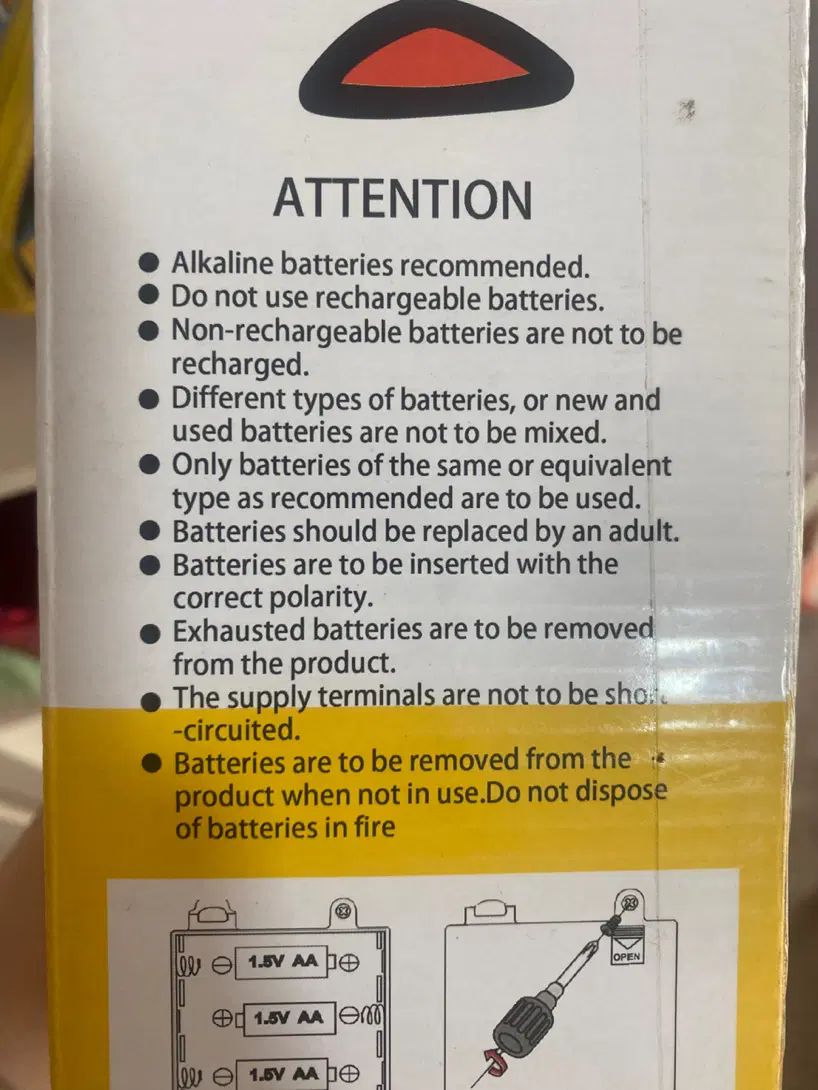 ATTENTION
● Alkaline batteries recommended.
● Do not use rechargeable batteries.
● Non-rechargeable batteries are not to be
recharged.
● Different types of batteries, or new and
used batteries are not to be mixed.
● Only batteries of the same or equivalent
type as recommended are to be used.
● Batteries should be replaced by an adult.
● Batteries are to be inserted with the
correct polarity.
● Exhausted batteries are to be removed
from the product.
● The supply terminals are not to be short
-circuited.
● Batteries are to be removed from the
product when not in use.Do not dispose
of batteries in fire
OPEN
1.5V AA
1.5V AA
1.5V AA